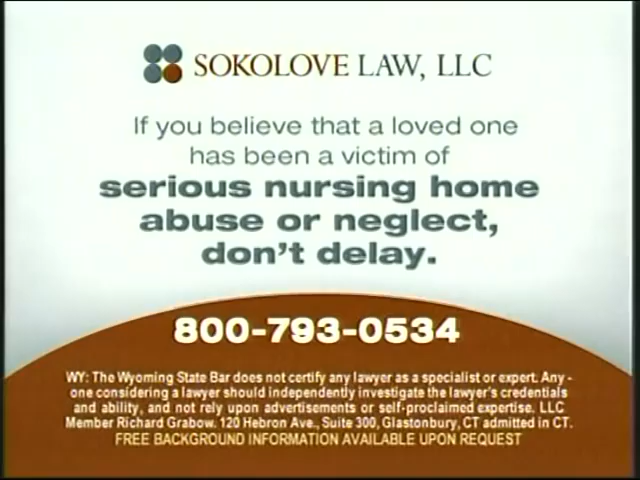 SOKOLOVE LAW, LLC
If you believe that a loved one
has been a victim of
serious nursing home
abuse or neglect,
don't delay.
800-793-0534
WY: The Wyoming State Bar does not certify any lawyer as a specialist or expert. Any -
one considering a lawyer should independently investigate the lawyer's credentials
and ability, and not rely upon advertisements or self-proclaimed expertise. LLC
Member Richard Grabow. 120 Hebron Ave., Suite 300, Glastonbury, CT admitted in CT.
FREE BACKGROUND INFORMATION AVAILABLE UPON REQUEST